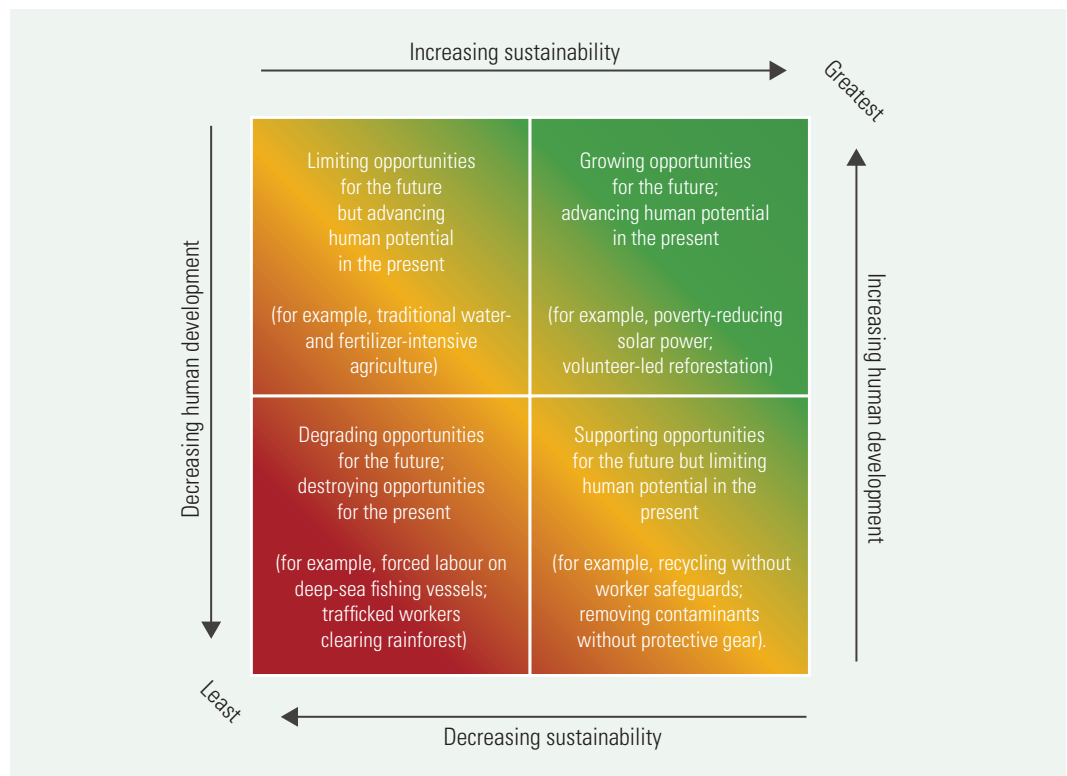 Increasing sustainability
Greatest
Decreasing human development
Limiting opportunities
for the future
but advancing
human potential
in the present
(for example, traditional water-
and fertilizer-intensive
agriculture)
Growing opportunities
for the future;
advancing human potential
in the present
(for example, poverty-reducing
solar power;
volunteer-led reforestation)
Increasing human development
Degrading opportunities
for the future;
destroying opportunities
for the present
(for example, forced labour on
deep-sea fishing vessels;
trafficked workers
clearing rainforest)
Supporting opportunities
for the future but limiting
human potential in the
present
(for example, recycling without
worker safeguards;
removing contaminants
without protective gear).
Least
Decreasing sustainability